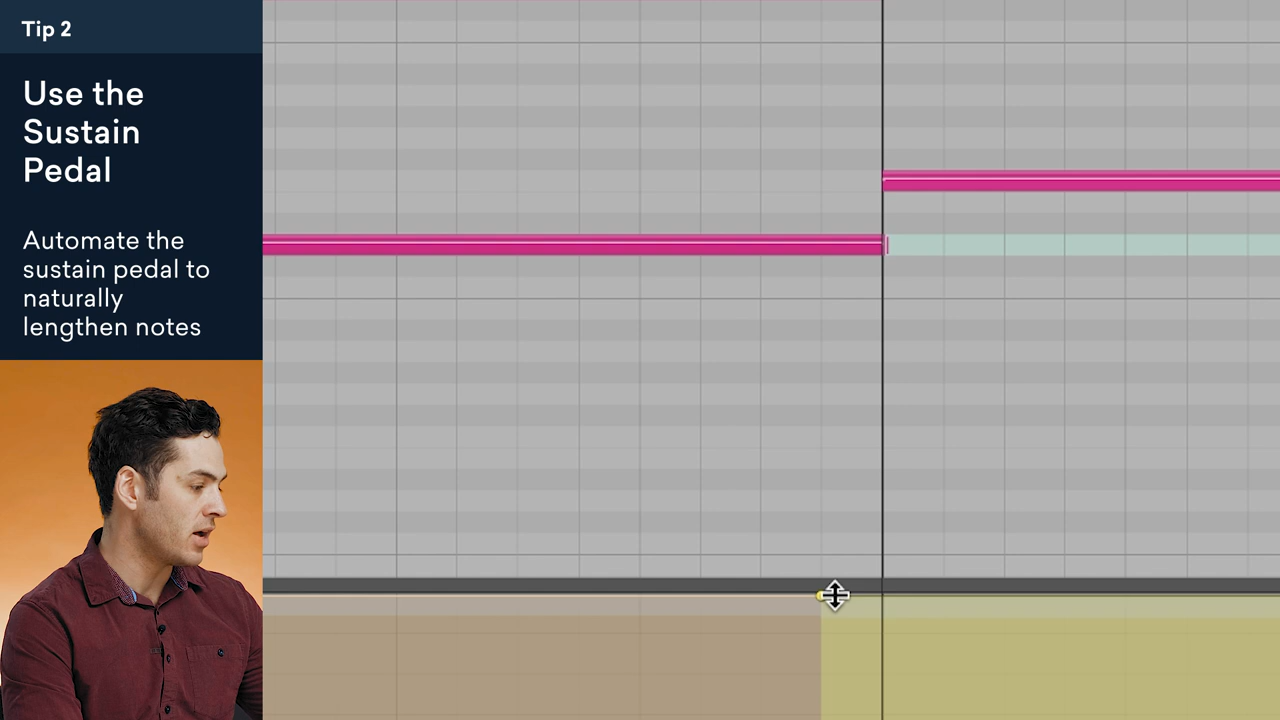 Tip 2
Use the
Sustain
Pedal
Automate the
sustain pedal to
naturally
lengthen notes